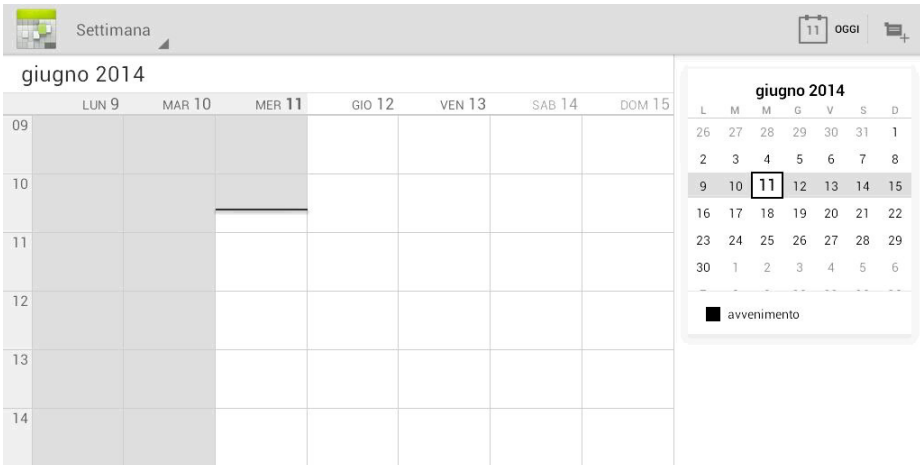 Settimana
11 OGGI
giugno 2014
LUN 9 MAR 10 MER 11 GIO 12 VEN 13 SAB 14 DOM 15
09
10
11
12
13
14
giugno 2014
L M M G V S D
26 27 28 29 30 31 1
2 3 4 5 6 7 8
9 10 11 12 13 14 15
16 17 18 19 20 21 22
23 24 25 26 27 28 29
30 1 2 3 4 5 6
avvenimento